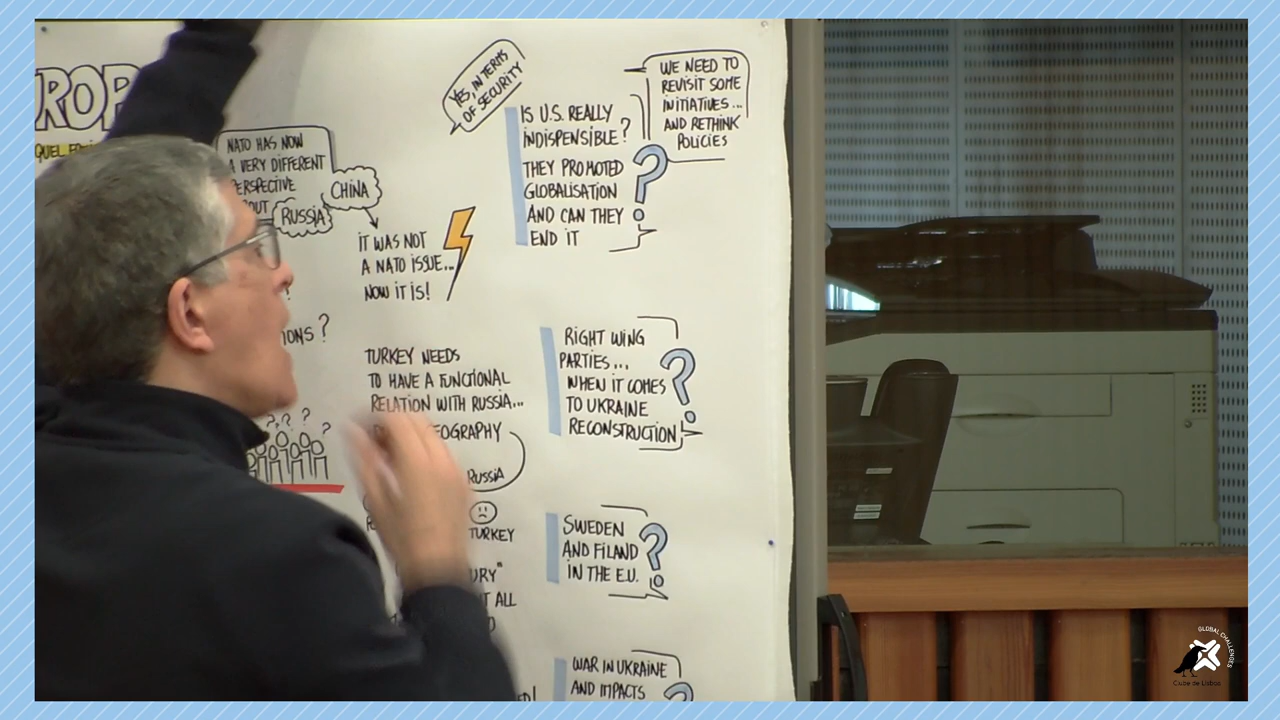 ROP
NATO HAS NOW
A VERY DIFFERENT
PERSPECTIVE
RUSSIA
CHINA
IT WAS NOT
A NATO ISSUE...
NOW IT IS!
TURKEY NEEDS
TO HAVE A FUNCTIONAL
RELATION WITH RUSSIA...
EOGRAPHY
RUSSIA
TURKEY
URY"
ALL
YES, IN TERMS
OF SECURITY
IS U.S. REALLY
INDISPENSIBLE?
THEY PROMOTED
GLOBALISATION
AND CAN THEY
END IT
?
WE NEED TO
REVISIT SOME
INITIATIVES...
AND RETHINK
POLICIES
RIGHT WING
PARTIES...
WHEN IT COMES
TO UKRAINE
RECONSTRUCTION
?
SWEDEN
AND FILAND
IN THE E.U.
?
WAR IN UKRAINE
AND IMPACTS
IONS?
? ? ? ?
GLOBAL CHALLENGES
Clube de Lisboa